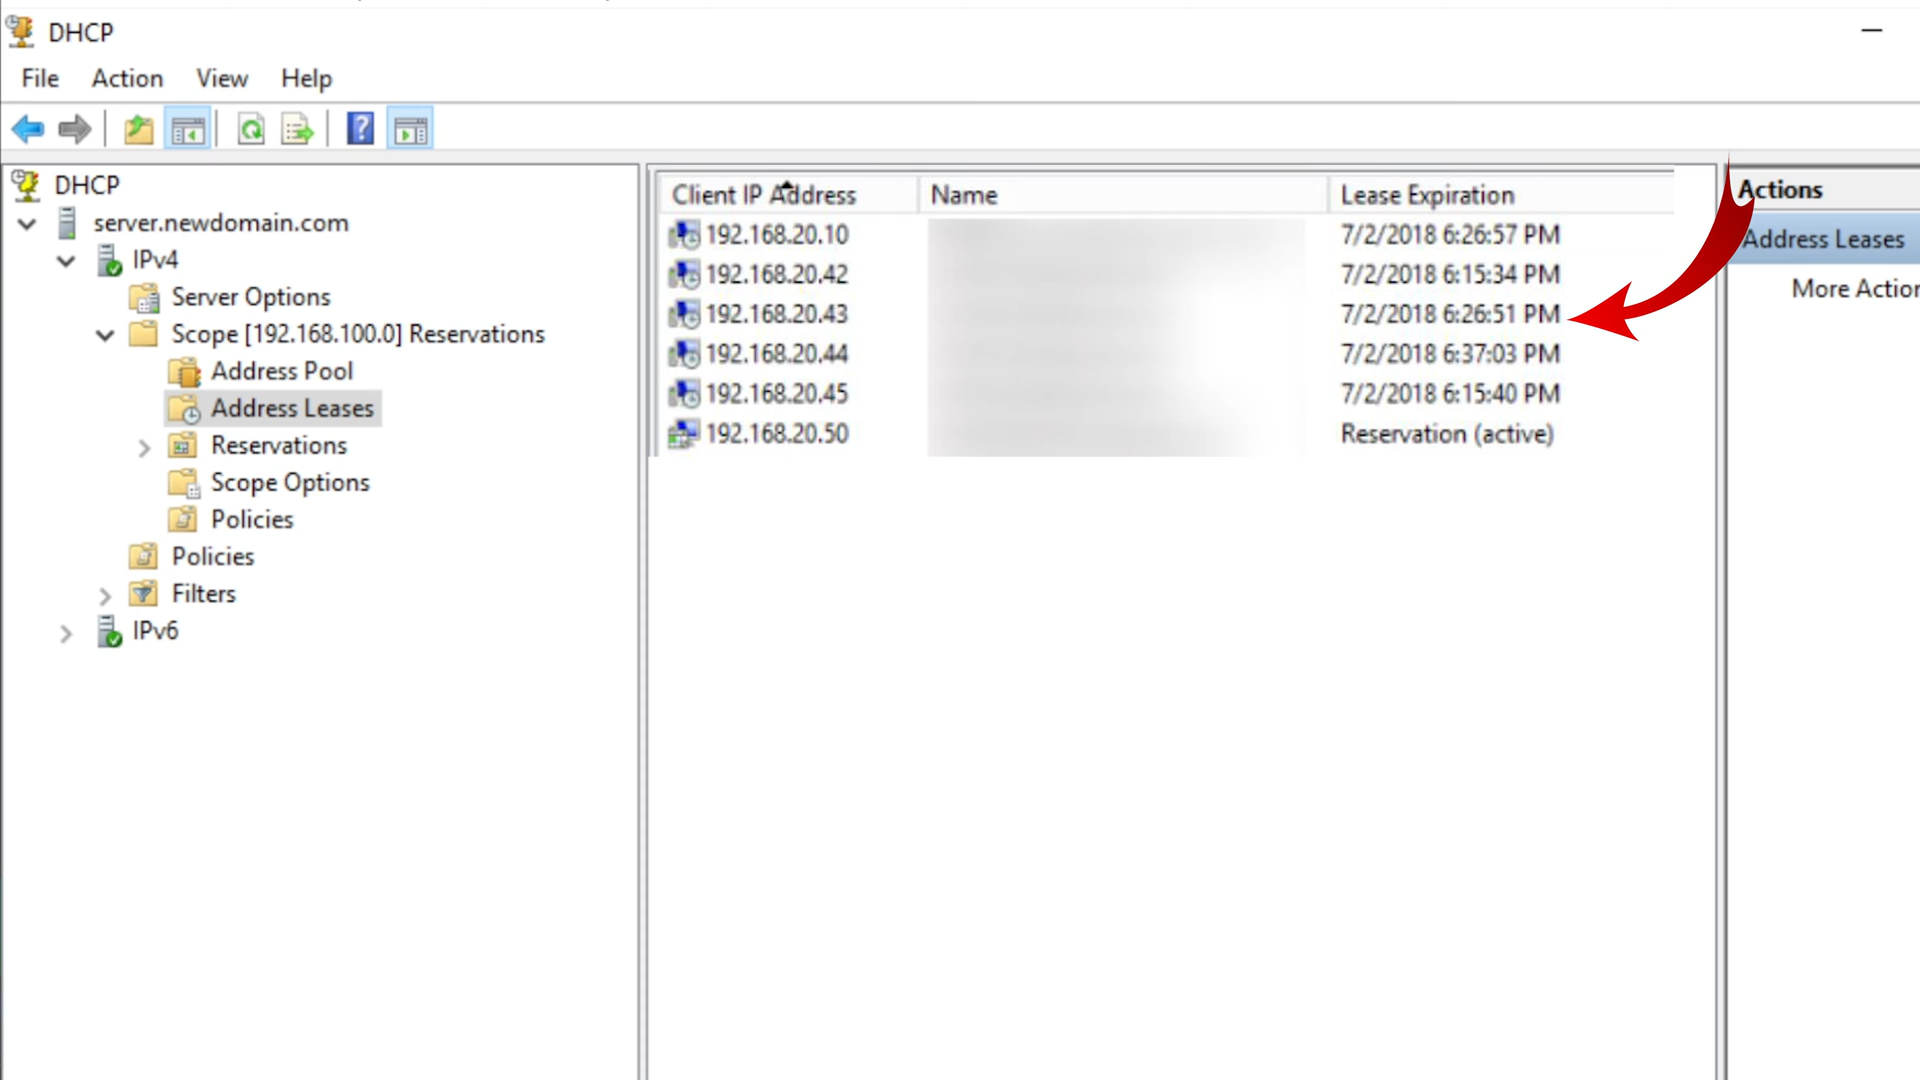 DHCP
File Action View Help
DHCP
server.newdomain.com
IPv4
Server Options
Scope [192.168.100.0] Reservations
Address Pool
Address Leases
Reservations
Scope Options
Policies
Policies
Filters
IPv6
Client IP Address Name Lease Expiration
192.168.20.10 7/2/2018 6:26:57 PM
192.168.20.42 7/2/2018 6:15:34 PM
192.168.20.43 7/2/2018 6:26:51 PM
192.168.20.44 7/2/2018 6:37:03 PM
192.168.20.45 7/2/2018 6:15:40 PM
192.168.20.50 Reservation (active)
Actions
Address Leases
More Action